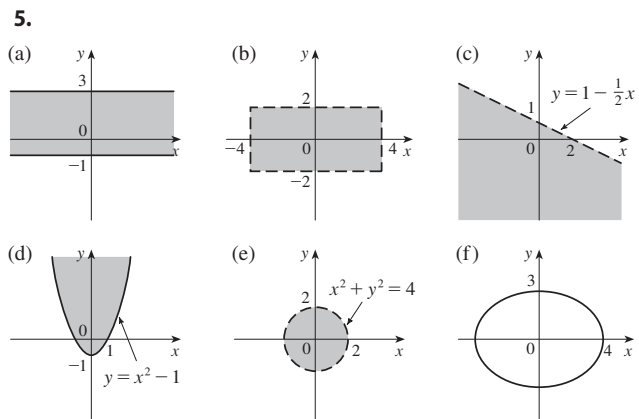 5.
(a)
y
3
0
x
−1
(b)
y
2
−4
0
4 x
−2
(c)
y
1
y = 1 − ½x
0
2
x
(d)
y
0
1
x
−1
y = x² − 1
(e)
y
2
x² + y² = 4
0
2
x
(f)
y
3
0
4 x